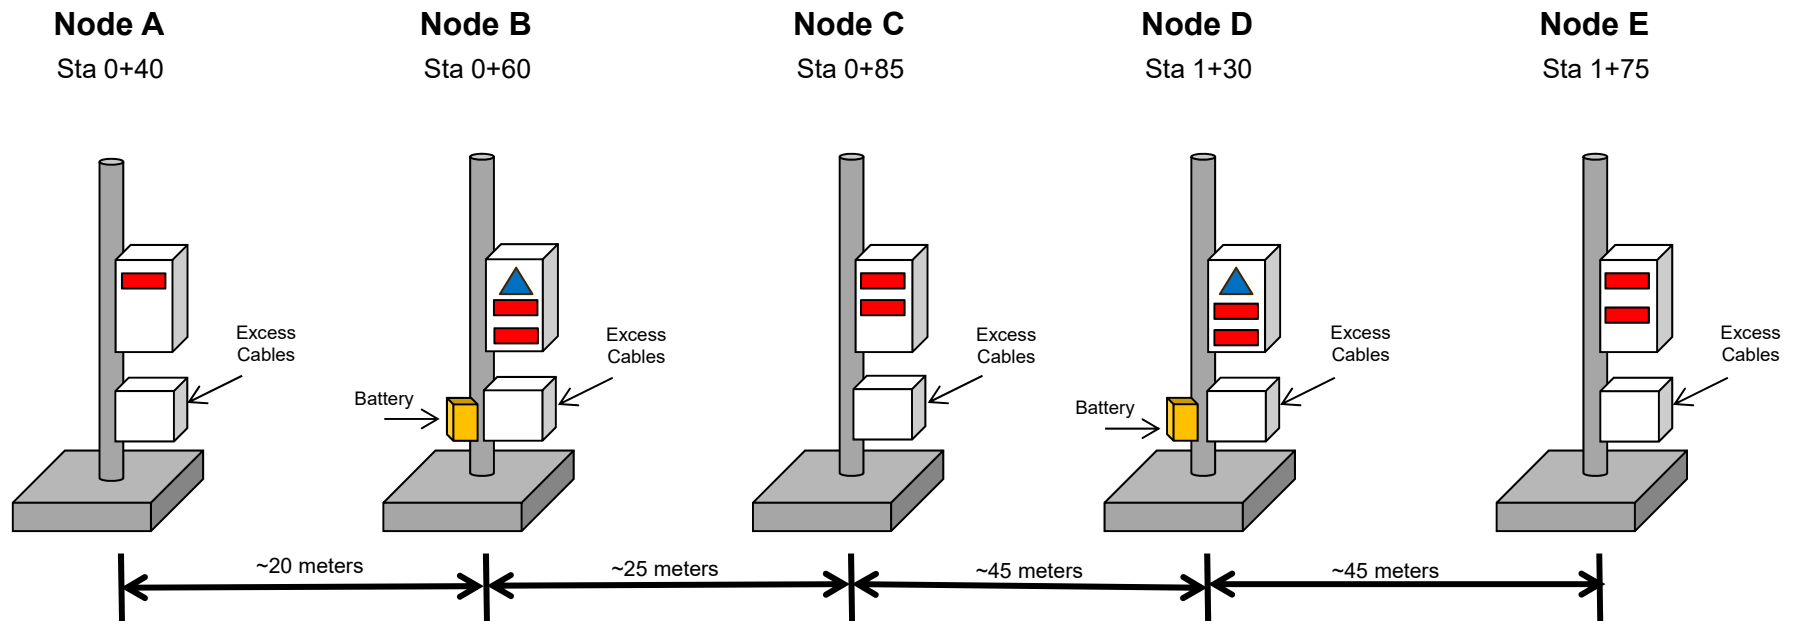 Node A
Sta 0+40
Node B
Sta 0+60
Node C
Sta 0+85
Node D
Sta 1+30
Node E
Sta 1+75
Excess
Cables
Battery
Excess
Cables
Excess
Cables
Battery
Excess
Cables
Excess
Cables
~20 meters
~25 meters
~45 meters
~45 meters